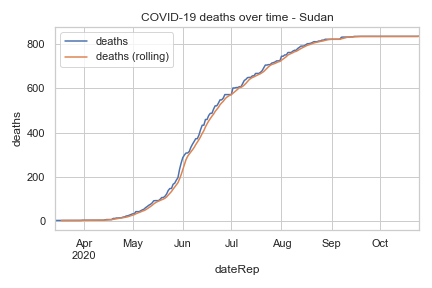 COVID-19 deaths over time - Sudan
deaths
deaths (rolling)
800
600
400
200
0
deaths
Apr
2020
May
Jun
Jul
Aug
Sep
Oct
dateRep